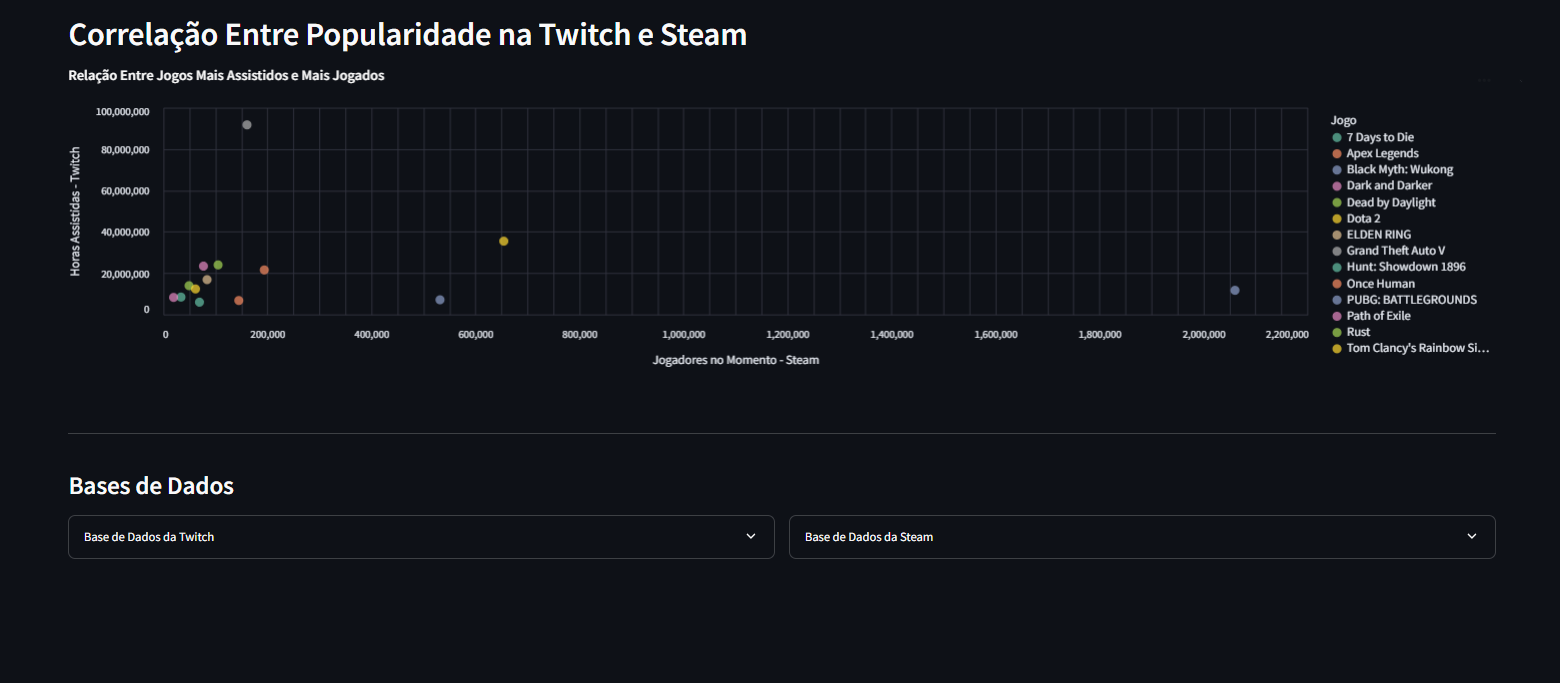 Correlação Entre Popularidade na Twitch e Steam
Relação Entre Jogos Mais Assistidos e Mais Jogados
Horas Assistidas - Twitch
100,000,000
80,000,000
60,000,000
40,000,000
20,000,000
0
0 200,000 400,000 600,000 800,000 1,000,000 1,200,000 1,400,000 1,600,000 1,800,000 2,000,000 2,200,000
Jogadores no Momento - Steam
Jogo
7 Days to Die
Apex Legends
Black Myth: Wukong
Dark and Darker
Dead by Daylight
Dota 2
ELDEN RING
Grand Theft Auto V
Hunt: Showdown 1896
Once Human
PUBG: BATTLEGROUNDS
Path of Exile
Rust
Tom Clancy's Rainbow Si...
Bases de Dados
Base de Dados da Twitch
Base de Dados da Steam